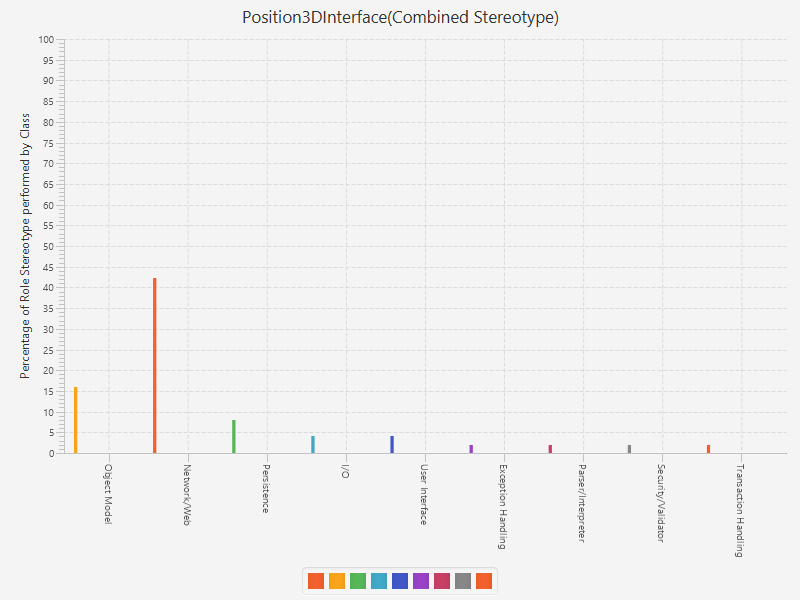 Position3DInterface(Combined Stereotype)
Percentage of Role Stereotype performed by Class
100
95
90
85
80
75
70
65
60
55
50
45
40
35
30
25
20
15
10
5
0
Object Model
Network/Web
Persistence
I/O
User Interface
Exception Handling
Parser/Interpreter
Security/Validator
Transaction Handling